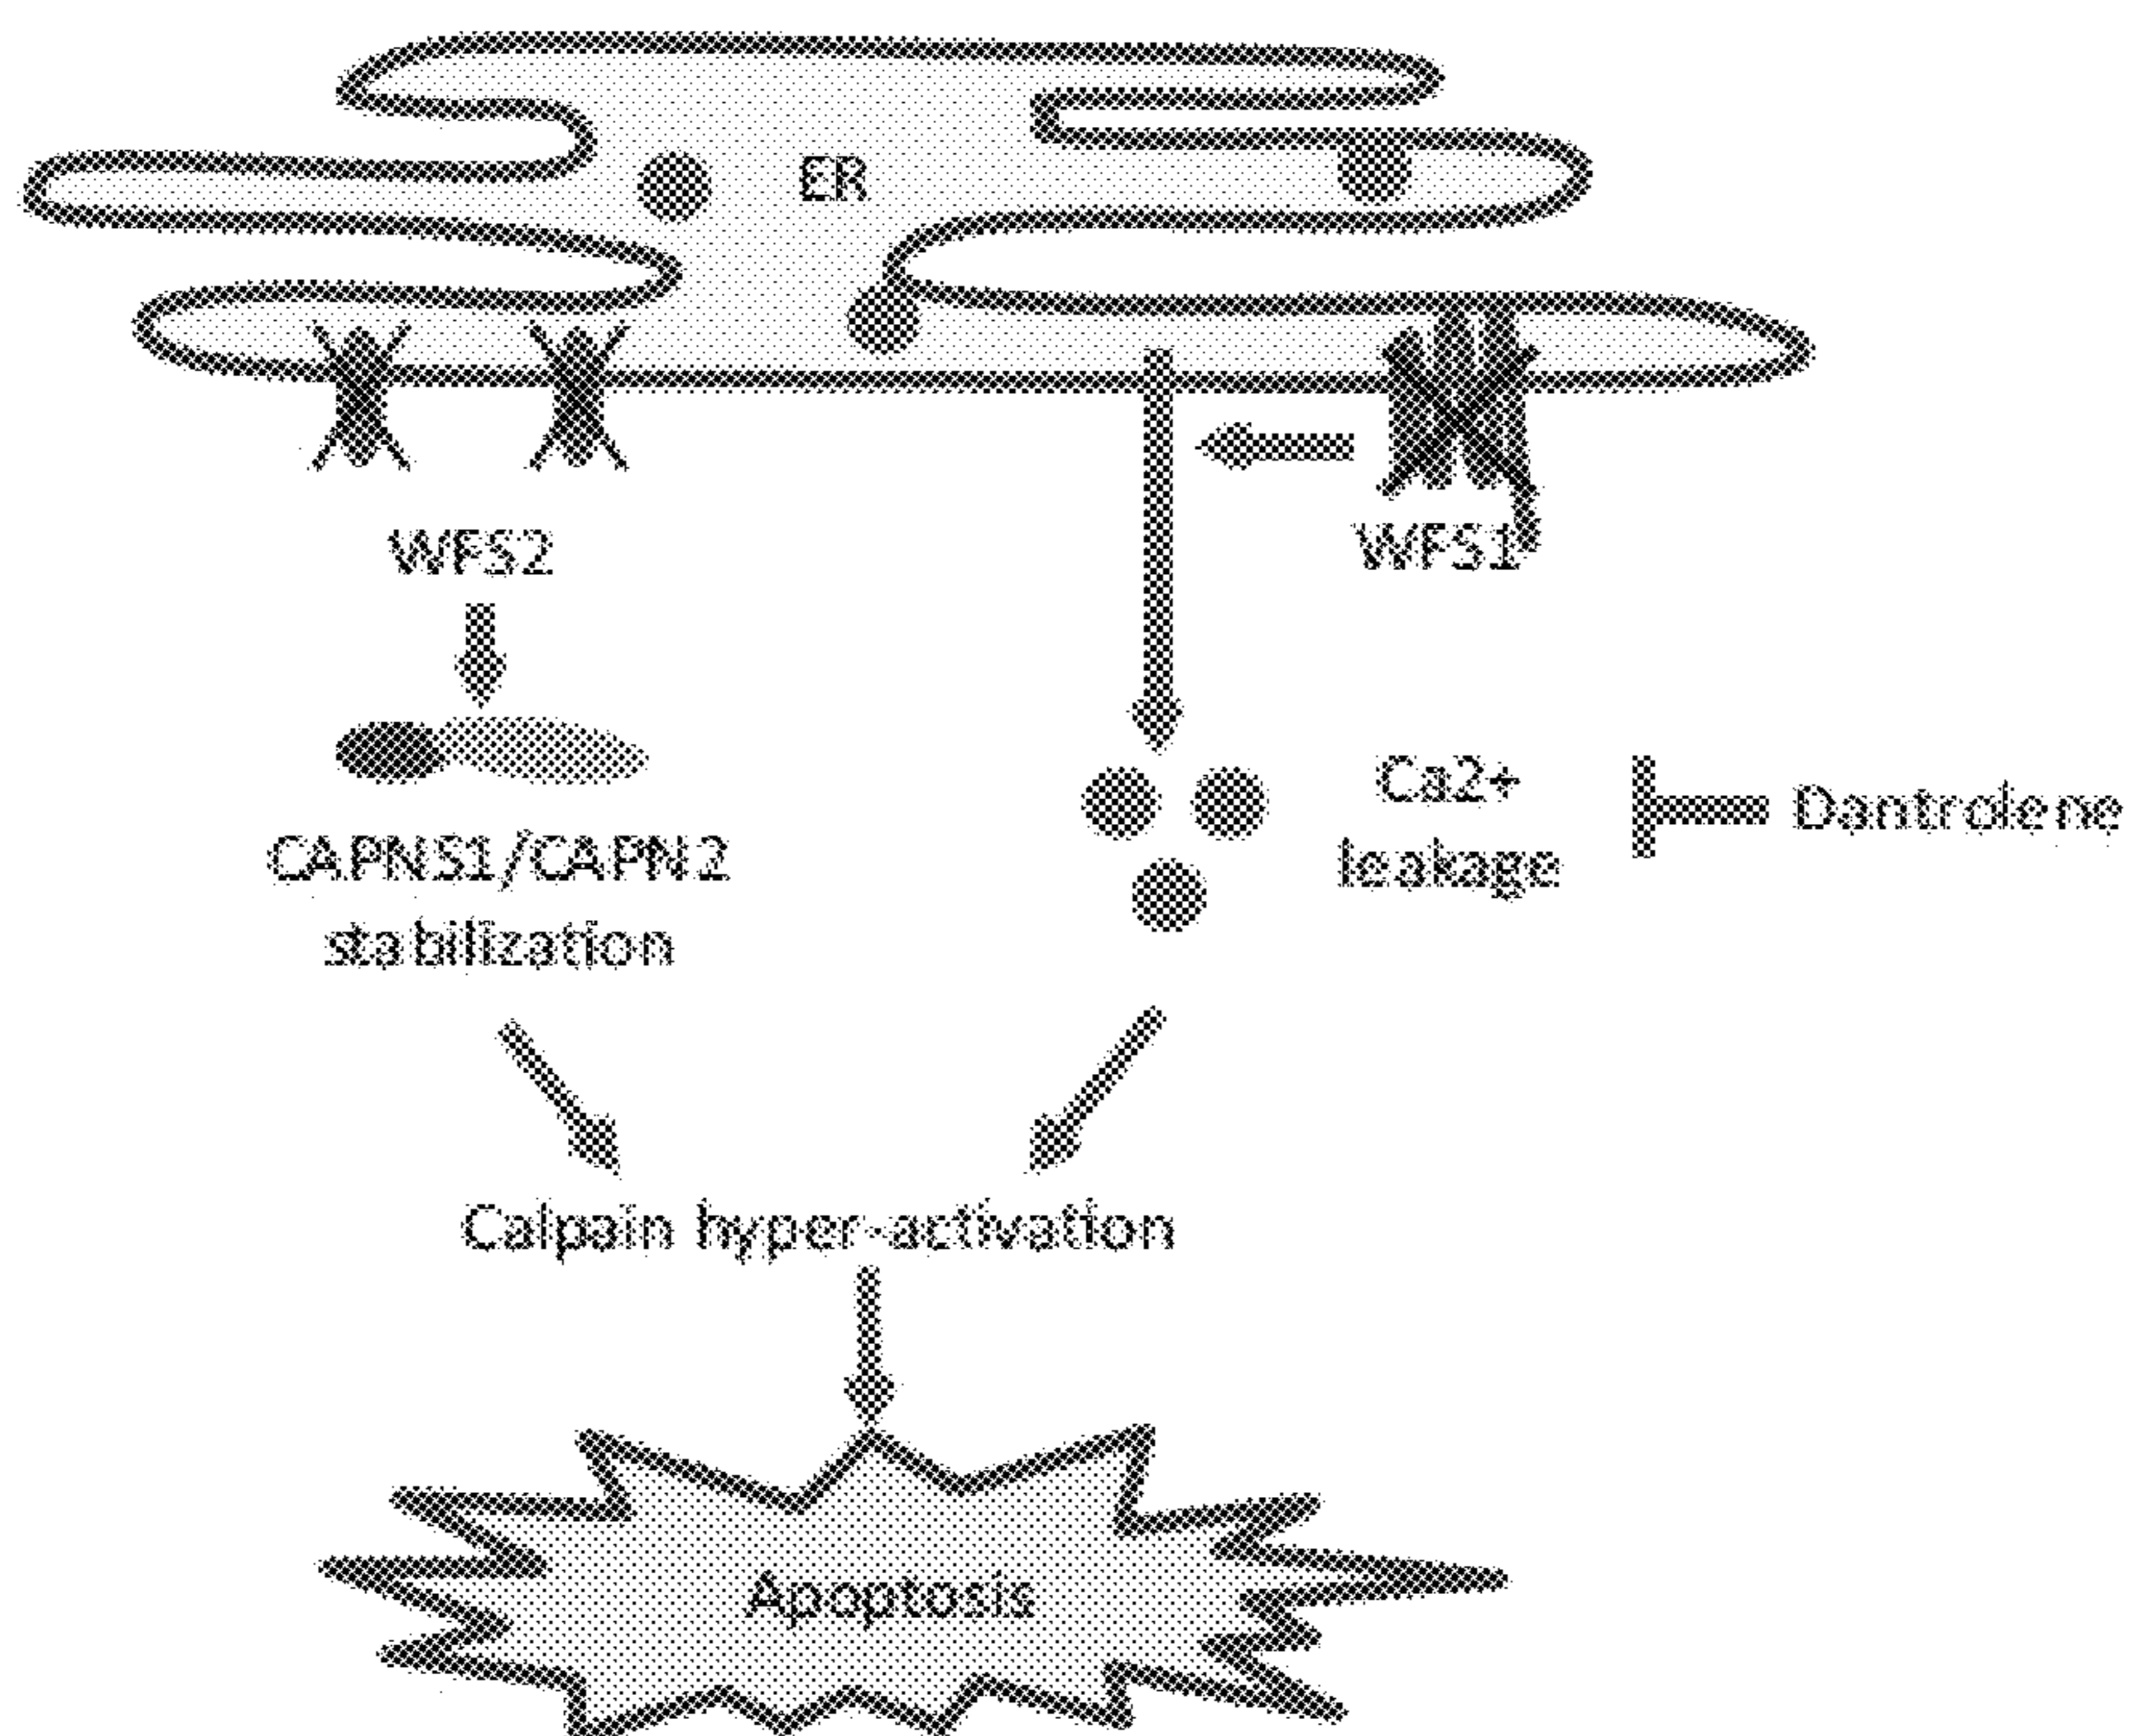 ER
WFS2
WFS1
CAPNS1/CAPN2
stabilization
Ca2+
leakage
Dantrolene
Calpain hyper-activation
Apoptosis